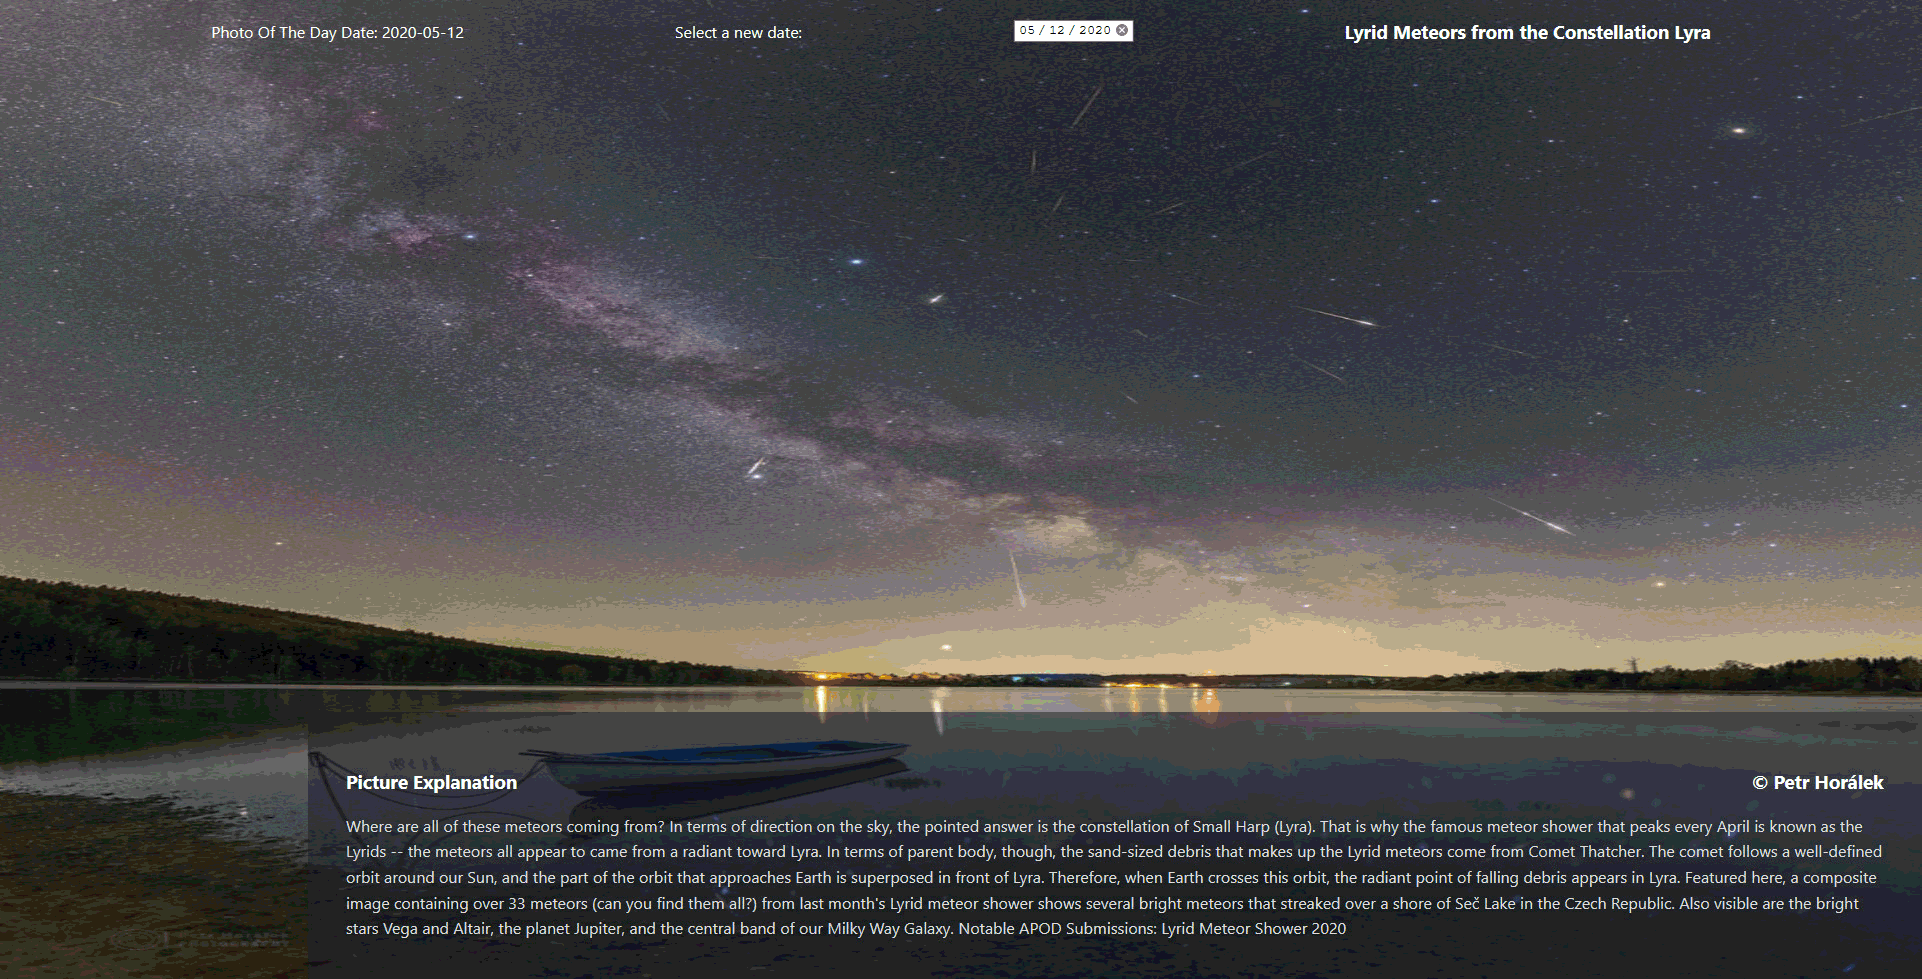 Photo Of The Day Date: 2020-05-12
Select a new date:
05 / 12 / 2020
Lyrid Meteors from the Constellation Lyra
Picture Explanation
© Petr Horálek
Where are all of these meteors coming from? In terms of direction on the sky, the pointed answer is the constellation of Small Harp (Lyra). That is why the famous meteor shower that peaks every April is known as the
Lyrids -- the meteors all appear to came from a radiant toward Lyra. In terms of parent body, though, the sand-sized debris that makes up the Lyrid meteors come from Comet Thatcher. The comet follows a well-defined
orbit around our Sun, and the part of the orbit that approaches Earth is superposed in front of Lyra. Therefore, when Earth crosses this orbit, the radiant point of falling debris appears in Lyra. Featured here, a composite
image containing over 33 meteors (can you find them all?) from last month's Lyrid meteor shower shows several bright meteors that streaked over a shore of Seč Lake in the Czech Republic. Also visible are the bright
stars Vega and Altair, the planet Jupiter, and the central band of our Milky Way Galaxy. Notable APOD Submissions: Lyrid Meteor Shower 2020